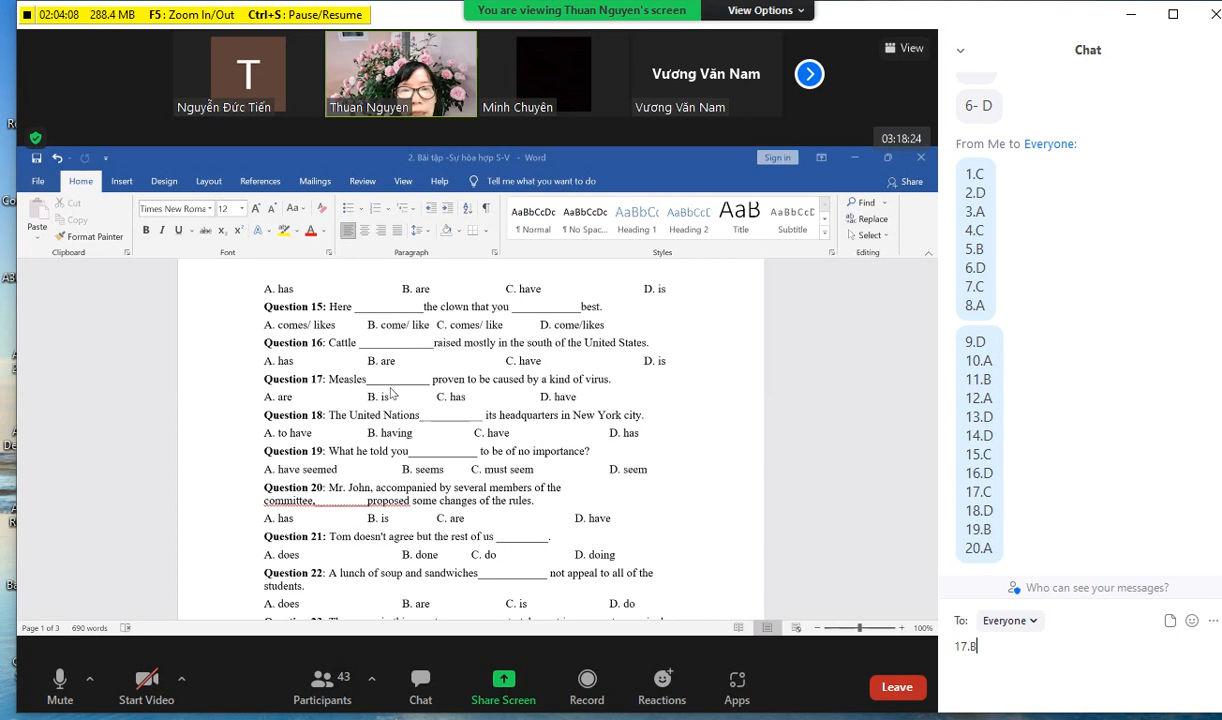 02:04:08 288.4 MB F5: Zoom In/Out Ctrl+S : Pause/Resume
You are viewing Thuan Nguyen's screen View Options
T
Nguyễn Đức Tiến
Thuan Nguyen
Minh Chuyên
Vương Văn Nam
Vương Văn Nam
View
03:18:24
2. Bài tập -Sự hòa hợp S-V - Word
Sign in
File Home Insert Design Layout References Mailings Review View Help Tell me what you want to do Share
Paste
Cut
Copy
Format Painter
Clipboard
Times New Roma 12
Font
Paragraph
AaBbCcDc AaBbCcDc AaBbCc AaBbCcD AaB AaBbCcD
¶ Normal ¶ No Spac... Heading 1 Heading 2 Title Subtitle
Styles
Find
Replace
Select
Editing
A. has B. are C. have D. is
Question 15: Here ____________the clown that you ____________best.
A. comes/ likes B. come/ like C. comes/ like D. come/likes
Question 16: Cattle _____________raised mostly in the south of the United States.
A. has B. are C. have D. is
Question 17: Measles___________ proven to be caused by a kind of virus.
A. are B. is C. has D. have
Question 18: The United Nations___________ its headquarters in New York city.
A. to have B. having C. have D. has
Question 19: What he told you____________ to be of no importance?
A. have seemed B. seems C. must seem D. seem
Question 20: Mr. John, accompanied by several members of the
committee,_________proposed some changes of the rules.
A. has B. is C. are D. have
Question 21: Tom doesn't agree but the rest of us _________.
A. does B. done C. do D. doing
Question 22: A lunch of soup and sandwiches____________ not appeal to all of the
students.
A. does B. are C. is D. do
Page 1 of 3 690 words
100%
Mute
Start Video
43
Participants
Chat
Share Screen
Record
Reactions
Apps
Leave
Chat
6- D
From Me to Everyone:
1.C
2.D
3.A
4.C
5.B
6.D
7.C
8.A
9.D
10.A
11.B
12.A
13.D
14.D
15.C
16.D
17.C
18.D
19.B
20.A
Who can see your messages?
To: Everyone
17.B